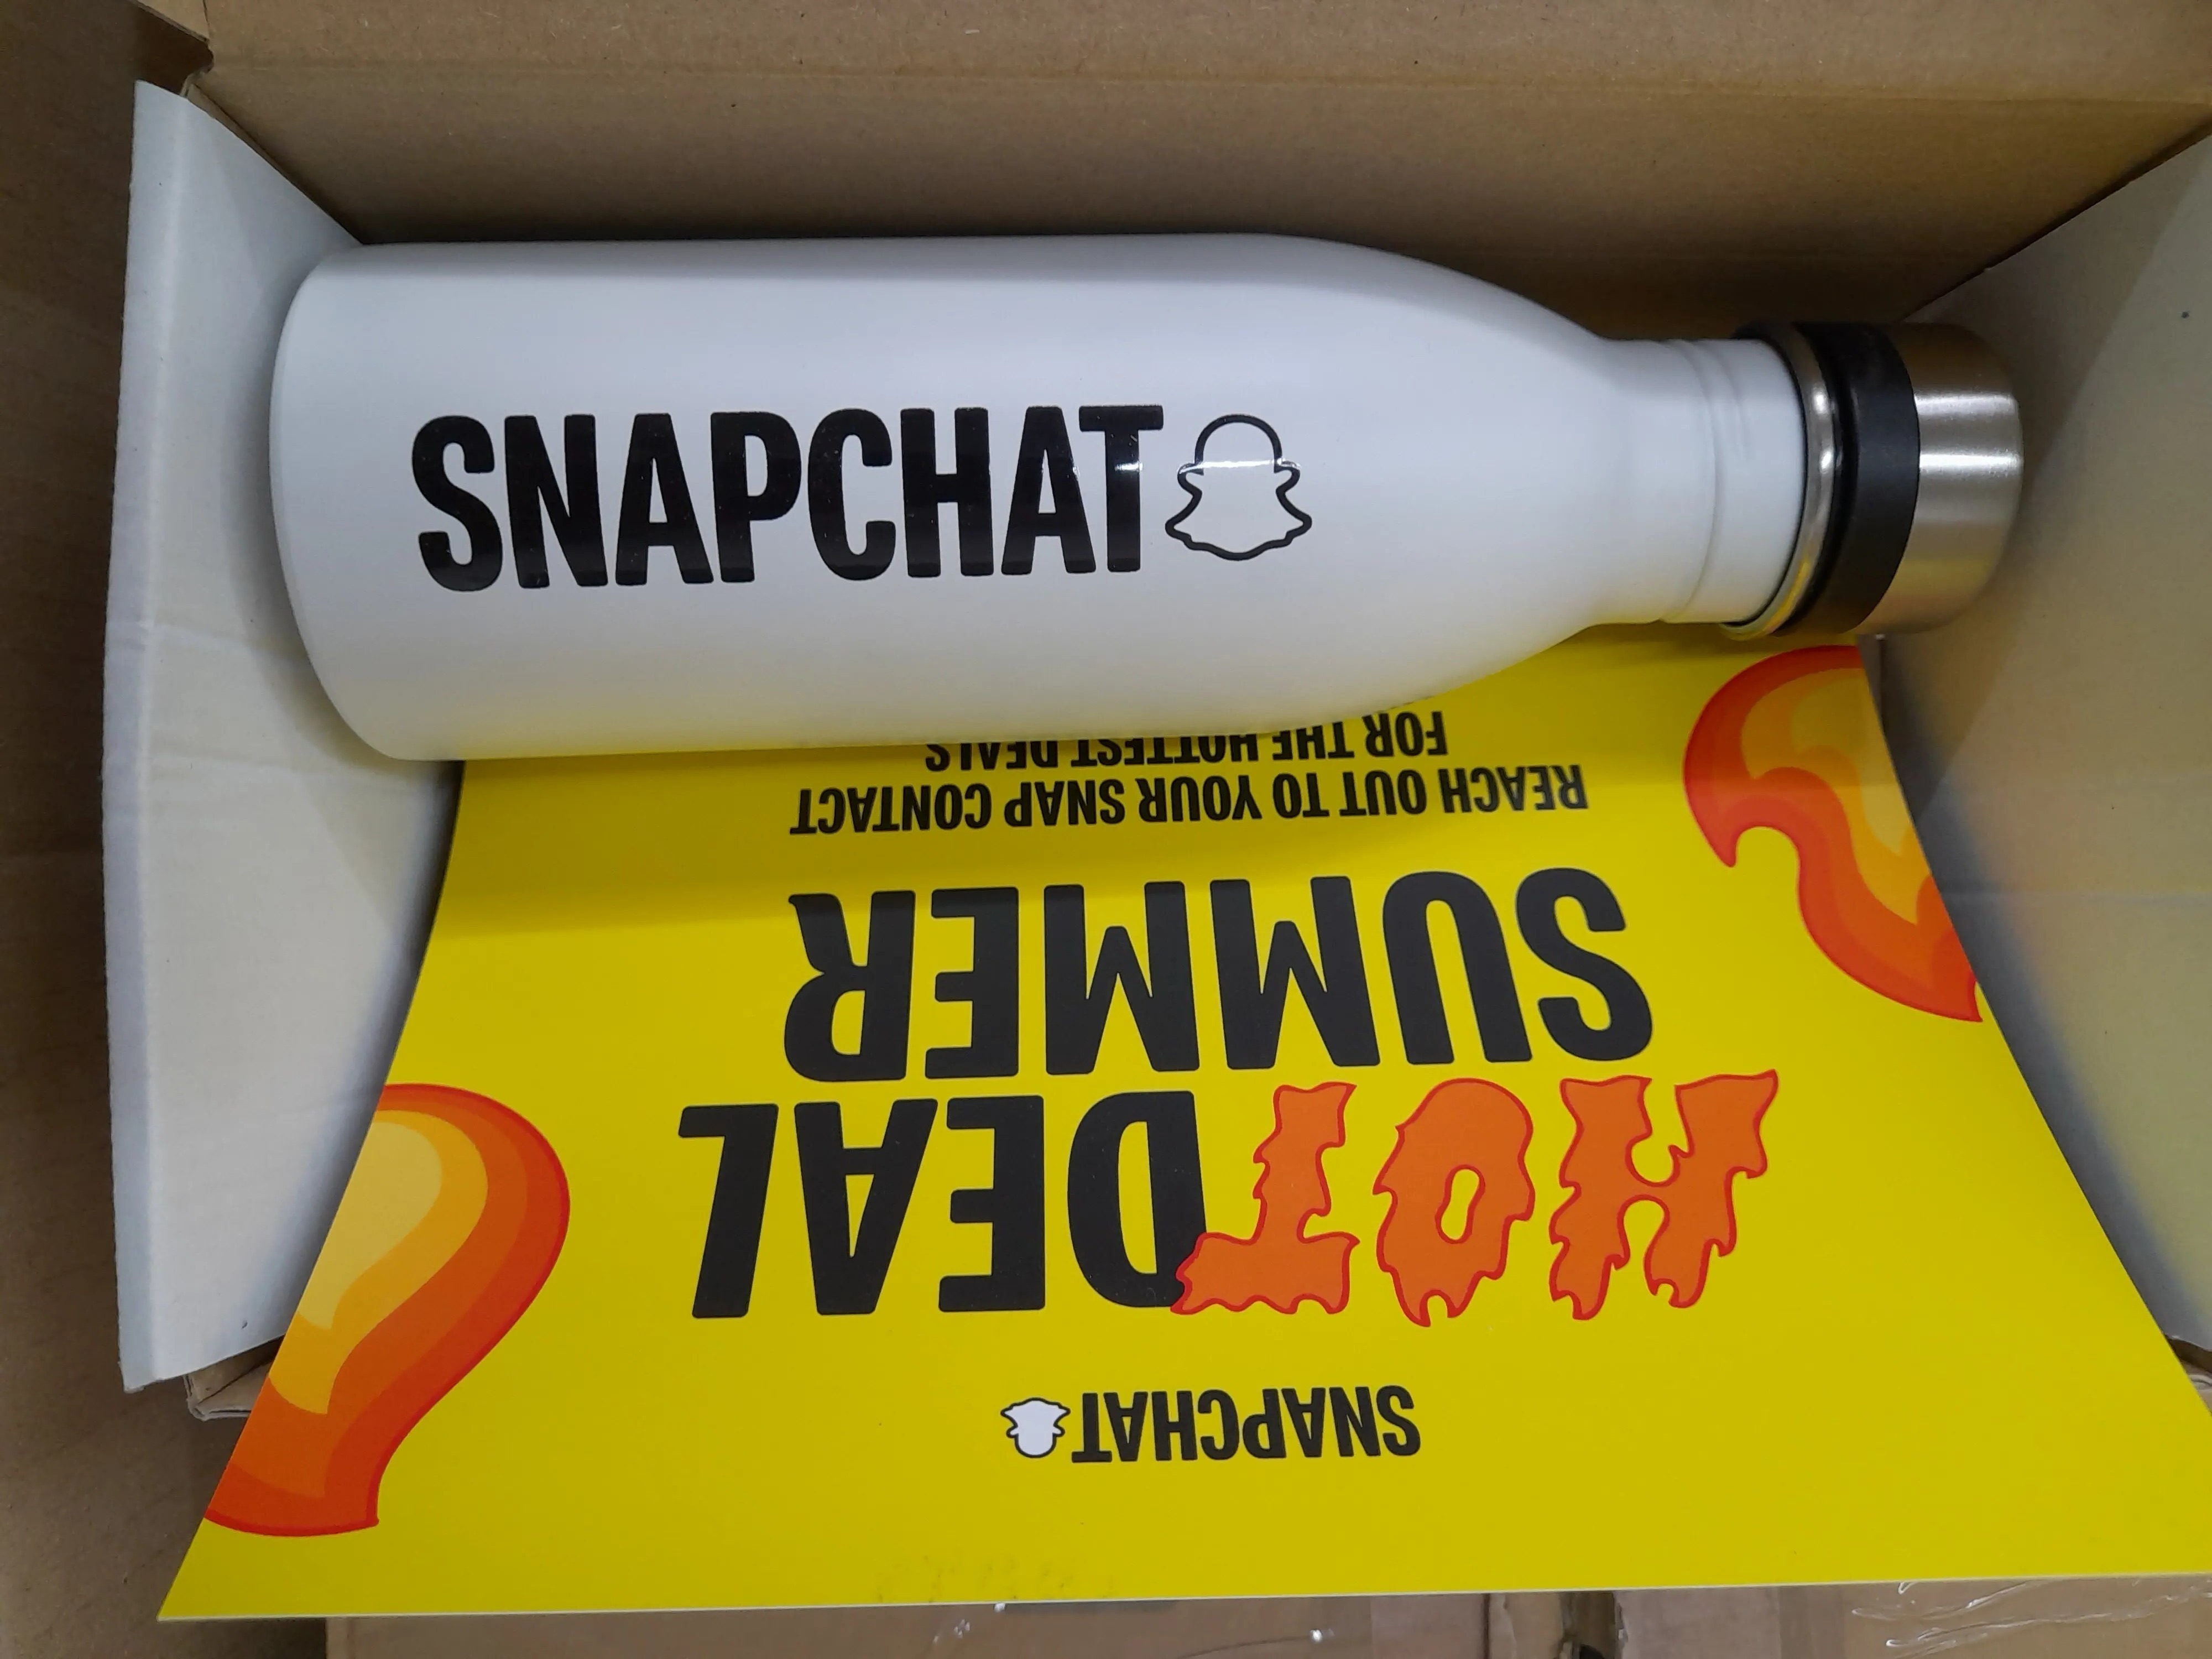 SNAPCHAT
SNAPCHAT
HOT DEAL
SUMMER
REACH OUT TO YOUR SNAP CONTACT
FOR THE HOTTEST DEALS